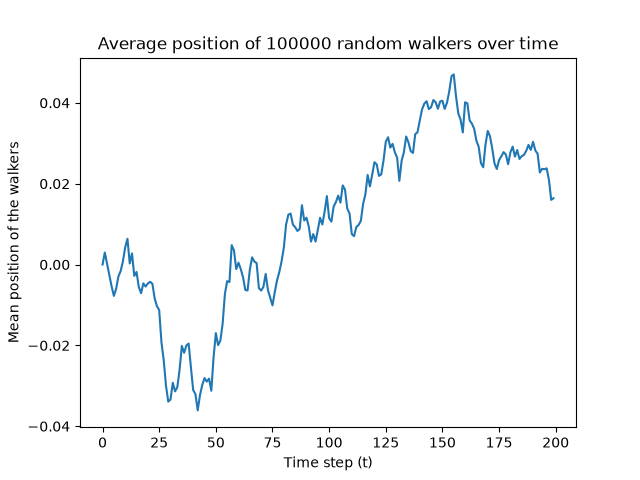 Average position of 100000 random walkers over time
Mean position of the walkers
0.04
0.02
0.00
−0.02
−0.04
0 25 50 75 100 125 150 175 200
Time step (t)